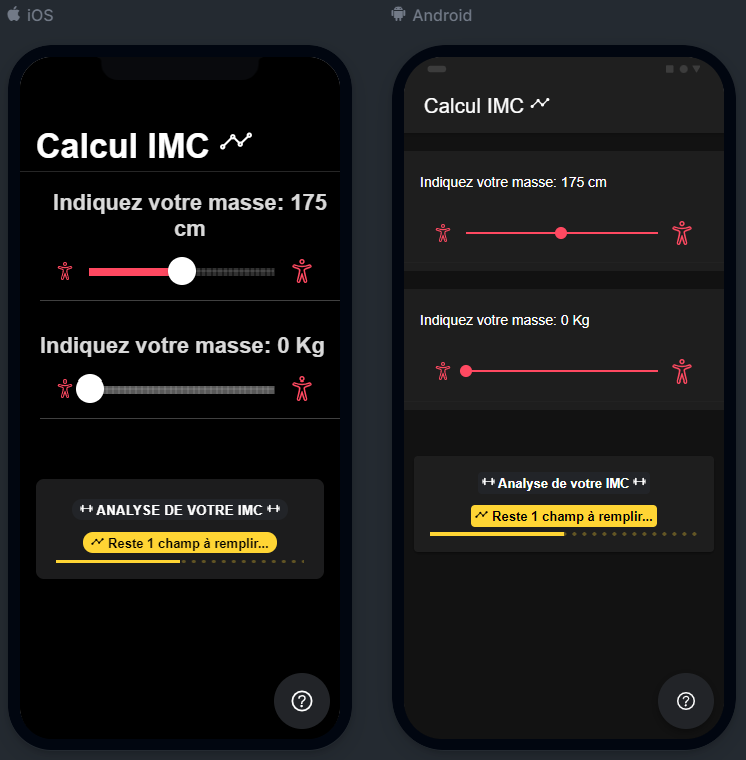 iOS
Calcul IMC
Indiquez votre masse: 175
cm
Indiquez votre masse: 0 Kg
ANALYSE DE VOTRE IMC
Reste 1 champ à remplir...
Android
Calcul IMC
Indiquez votre masse: 175 cm
Indiquez votre masse: 0 Kg
Analyse de votre IMC
Reste 1 champ à remplir...